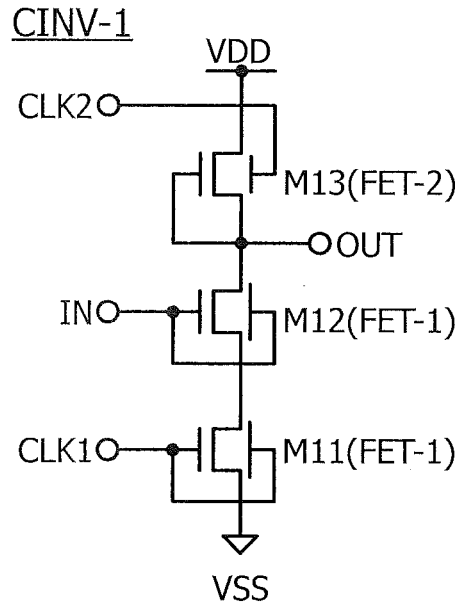 CINV-1
VDD
CLK2
M13(FET-2)
OUT
IN
M12(FET-1)
CLK1
M11(FET-1)
VSS